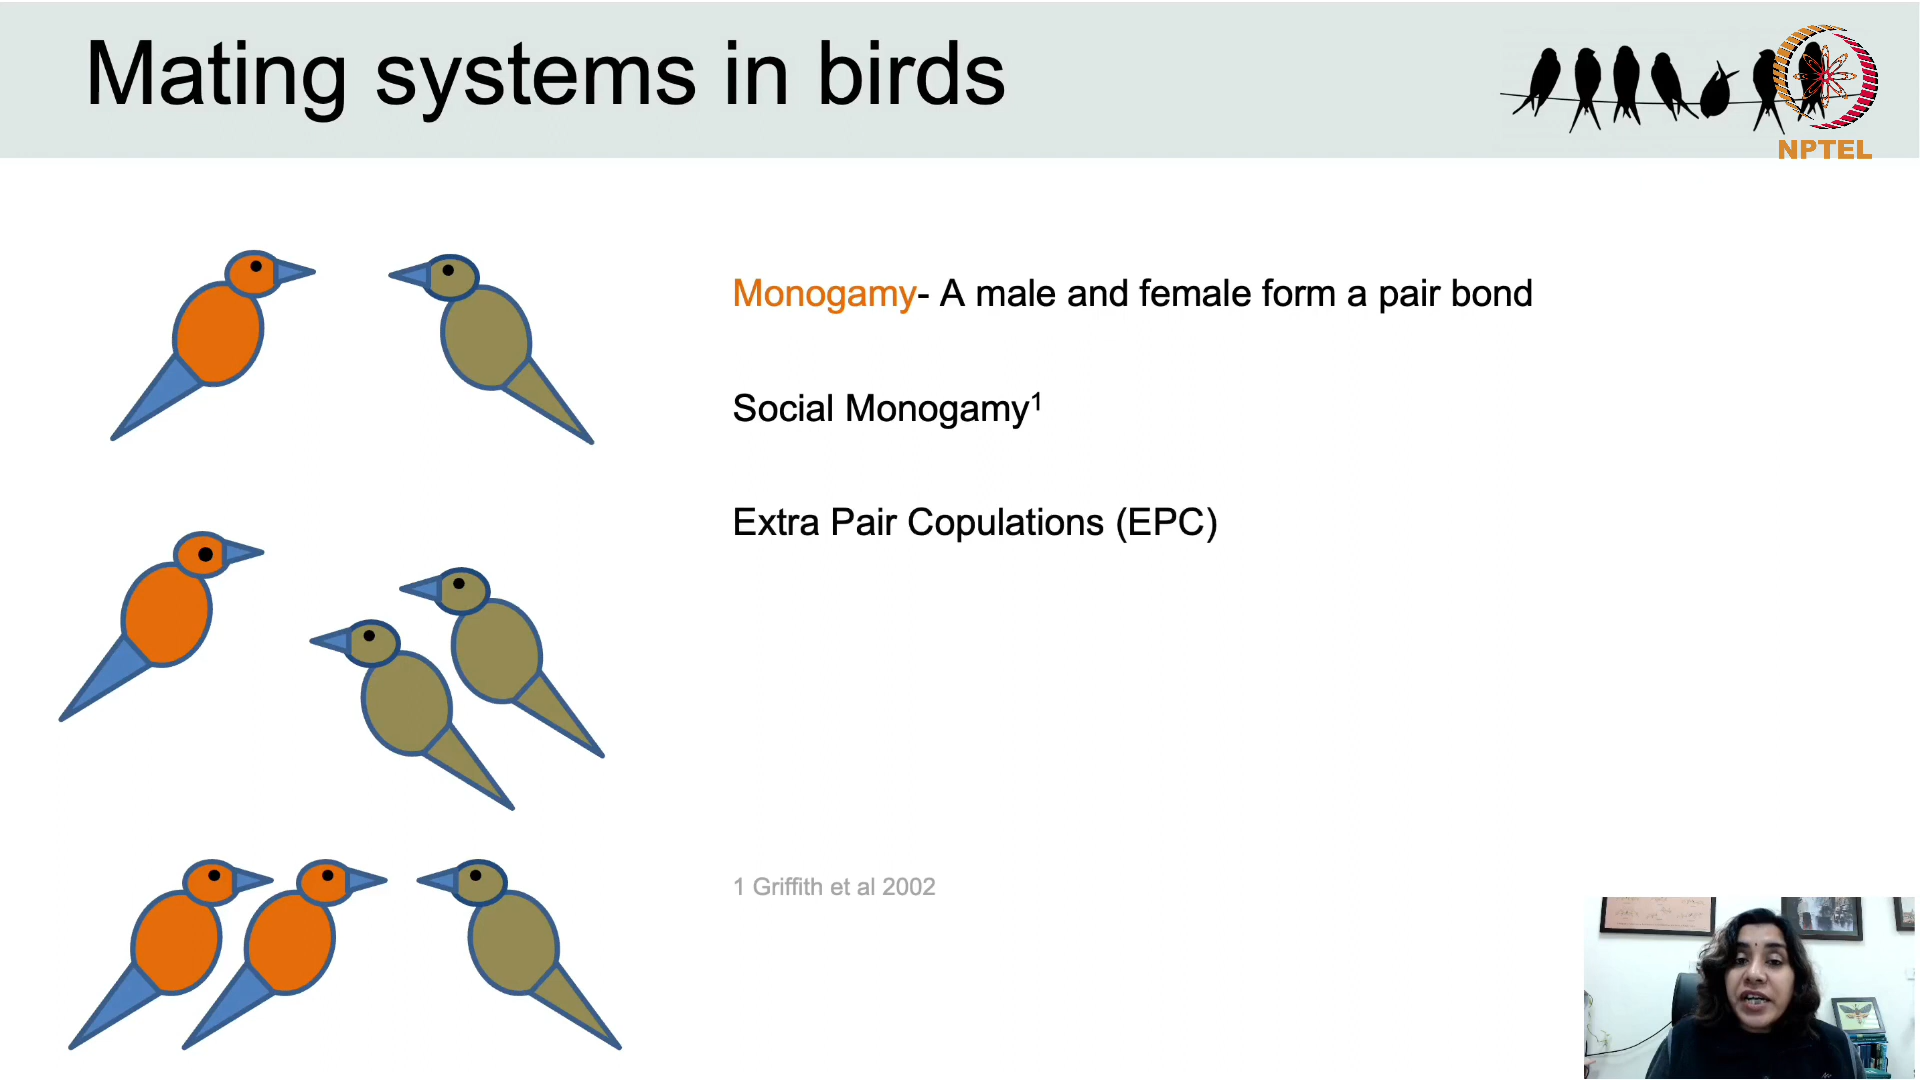 Mating systems in birds
NPTEL
Monogamy- A male and female form a pair bond
Social Monogamy¹
Extra Pair Copulations (EPC)
1 Griffith et al 2002